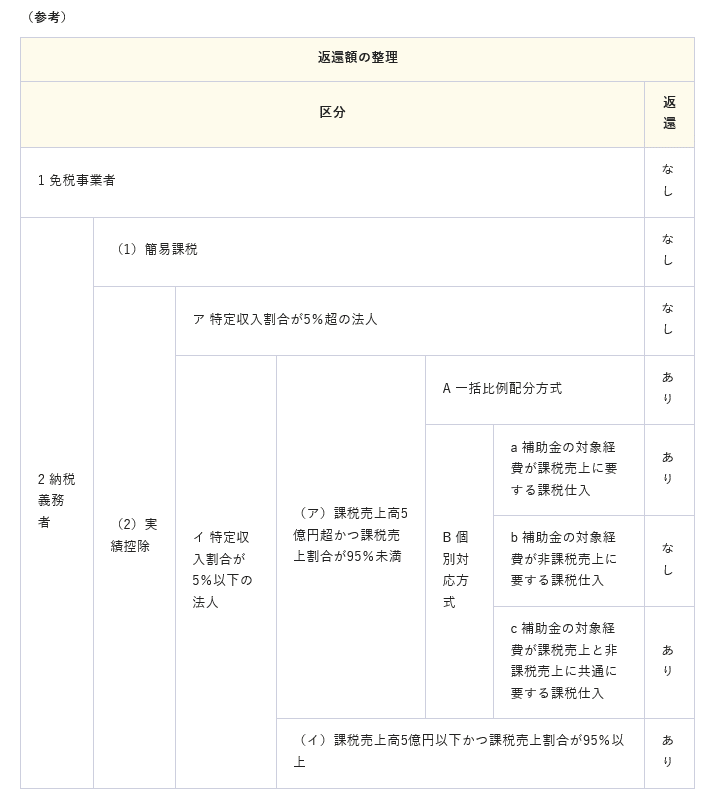 （参考）
返還額の整理
区分
返
還
1 免税事業者
な
し
2 納税
義務
者
（1）簡易課税
な
し
（2）実
績控除
ア 特定収入割合が5％超の法人
な
し
イ 特定収
入割合が
5％以下の
法人
（ア）課税売上高5
億円超かつ課税売
上割合が95％未満
A 一括比例配分方式
あ
り
B 個
別対
応方
式
a 補助金の対象経
費が課税売上に要
する課税仕入
あ
り
b 補助金の対象経
費が非課税売上に
要する課税仕入
な
し
c 補助金の対象経
費が課税売上と非
課税売上に共通に
要する課税仕入
あ
り
（イ）課税売上高5億円以下かつ課税売上割合が95％以
上
あ
り